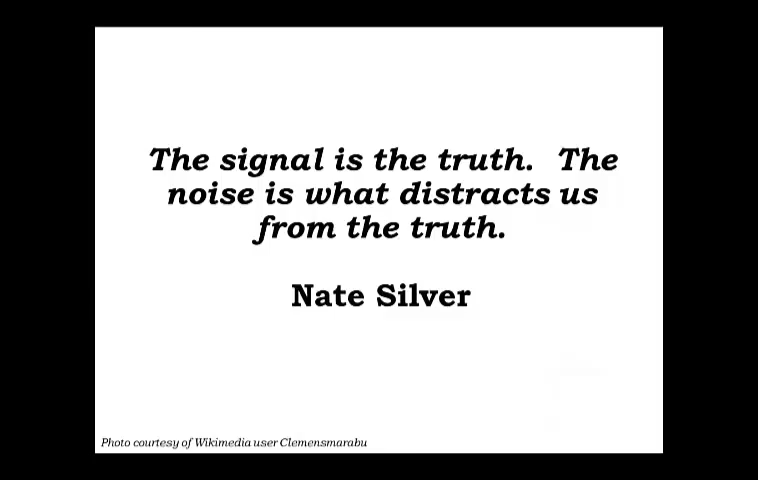 The signal is the truth.  The
noise is what distracts us
from the truth.
Nate Silver
Photo courtesy of Wikimedia user Clemensmarabu